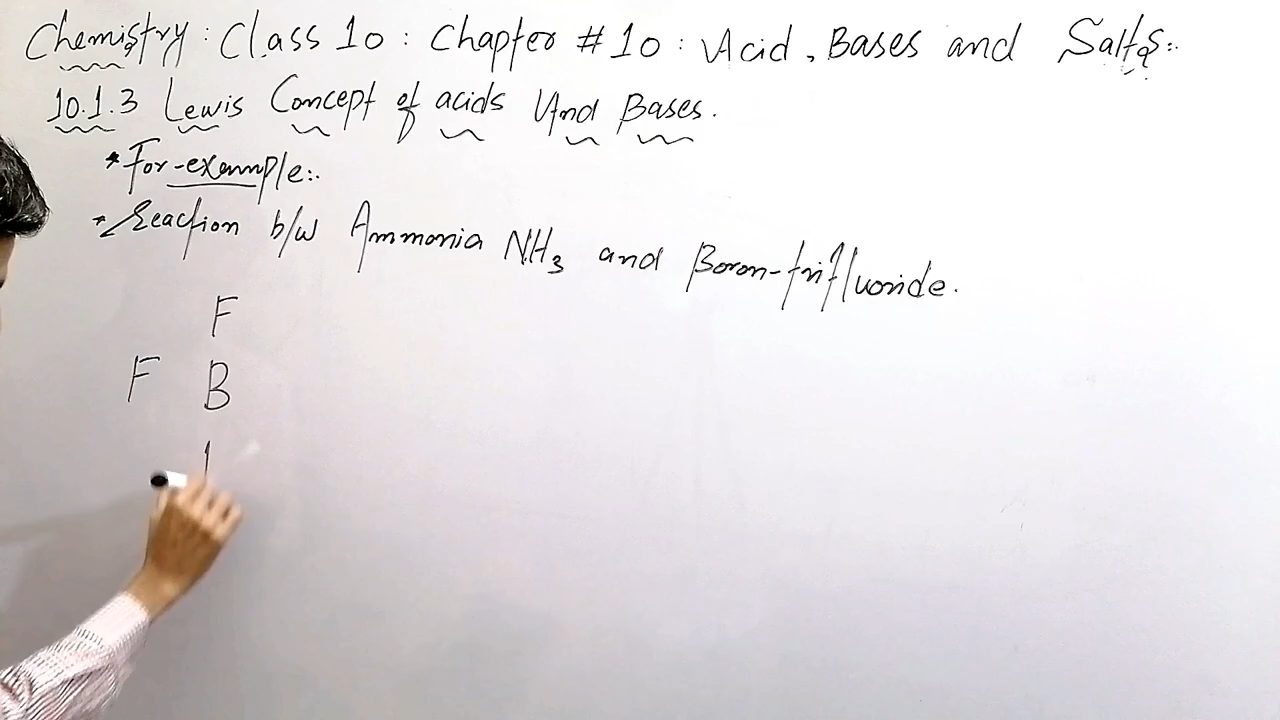 Chemistry : Class 10 : Chapter # 10 : Acid, Bases and Salts:.
10.1.3 Lewis Concept of acids And Bases.
*For-example:.
*Reaction b/w Ammonia NH3 and Boron-trifluoride.
F
F B